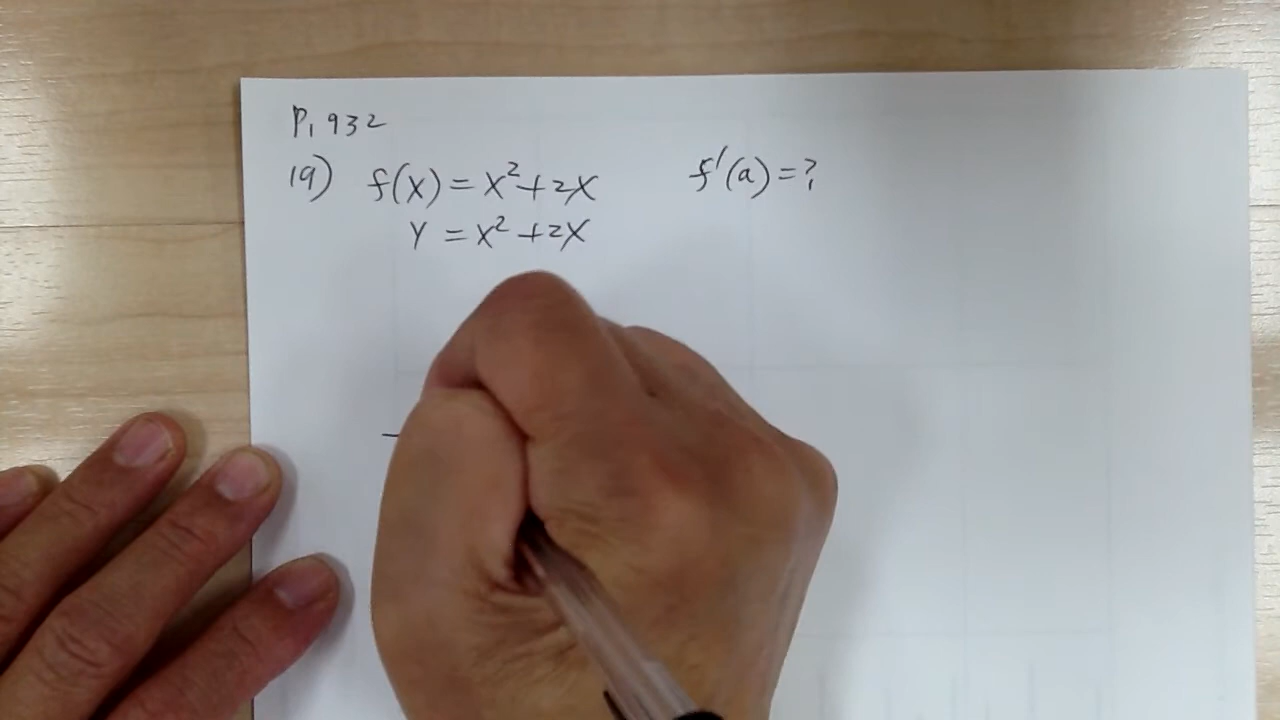 P, 932
19) f(x) = x²+2x f'(a) = ?
Y = x² +2x